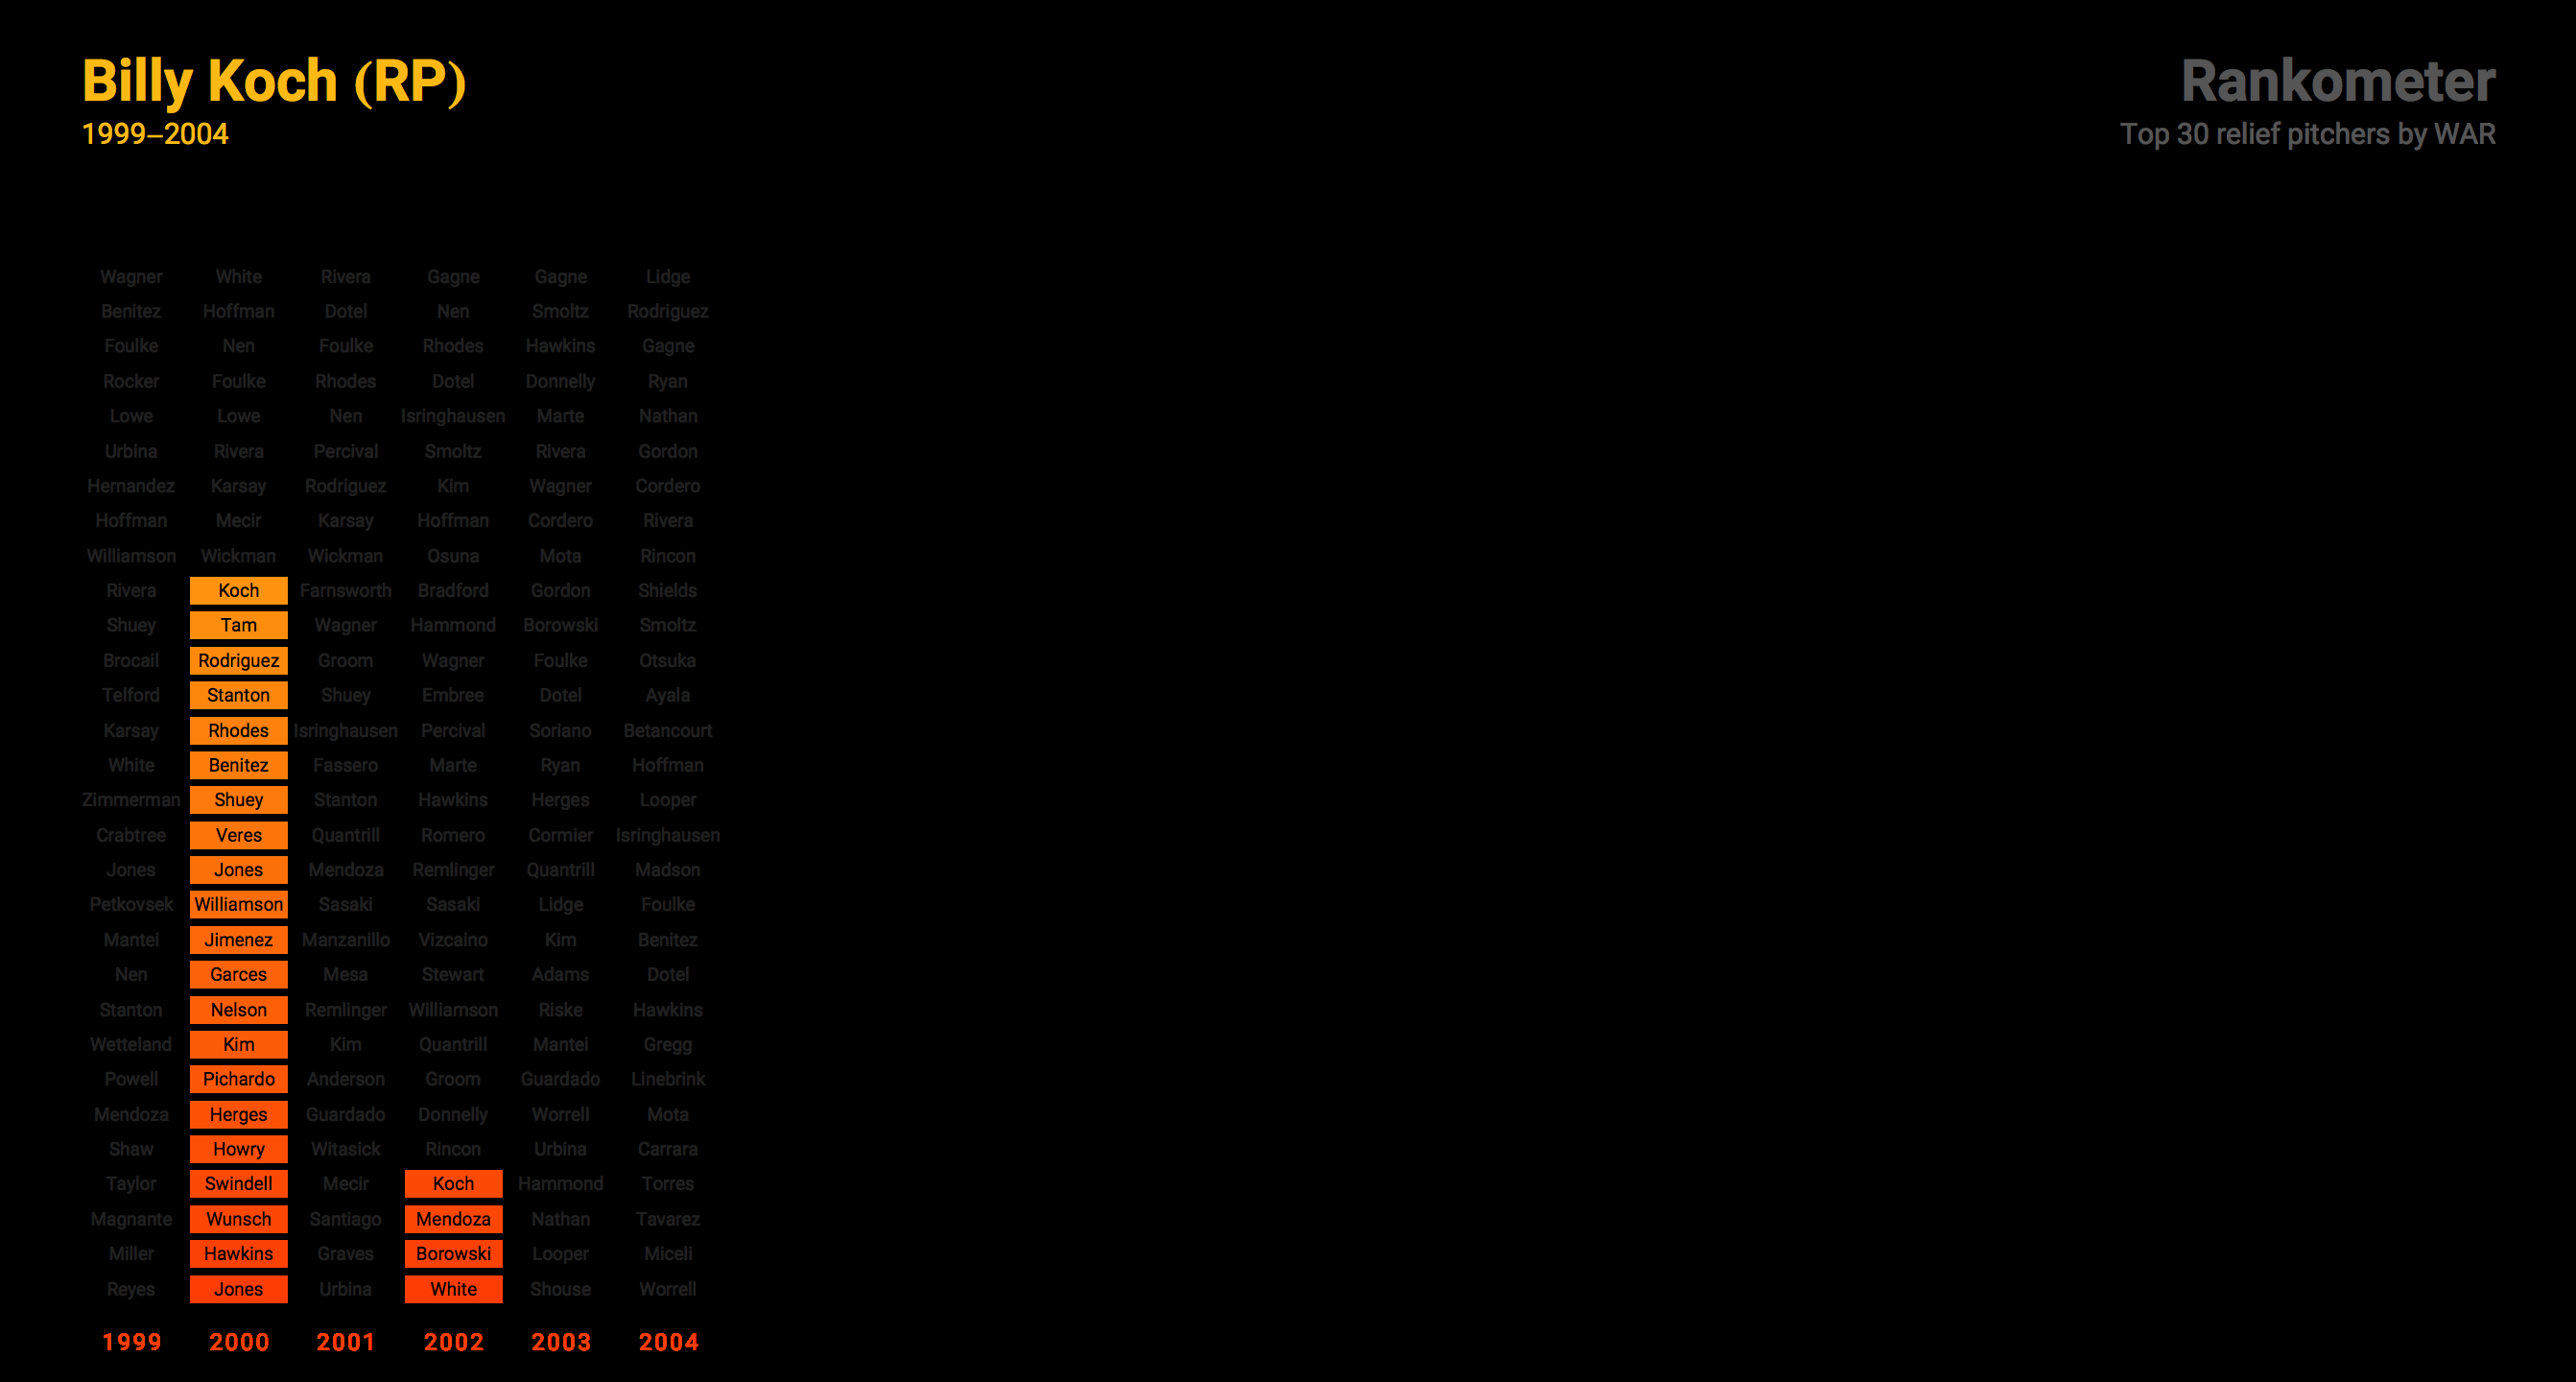 Billy Koch (RP)
1999–2004
Rankometer
Top 30 relief pitchers by WAR
Wagner White Rivera Gagne Gagne Lidge
Benitez Hoffman Dotel Nen Smoltz Rodriguez
Foulke Nen Foulke Rhodes Hawkins Gagne
Rocker Foulke Rhodes Dotel Donnelly Ryan
Lowe Lowe Nen Isringhausen Marte Nathan
Urbina Rivera Percival Smoltz Rivera Gordon
Hernandez Karsay Rodriguez Kim Wagner Cordero
Hoffman Mecir Karsay Hoffman Cordero Rivera
Williamson Wickman Wickman Osuna Mota Rincon
Rivera Koch Farnsworth Bradford Gordon Shields
Shuey Tam Wagner Hammond Borowski Smoltz
Brocail Rodriguez Groom Wagner Foulke Otsuka
Telford Stanton Shuey Embree Dotel Ayala
Karsay Rhodes Isringhausen Percival Soriano Betancourt
White Benitez Fassero Marte Ryan Hoffman
Zimmerman Shuey Stanton Hawkins Herges Looper
Crabtree Veres Quantrill Romero Cormier Isringhausen
Jones Jones Mendoza Remlinger Quantrill Madson
Petkovsek Williamson Sasaki Sasaki Lidge Foulke
Mantei Jimenez Manzanillo Vizcaino Kim Benitez
Nen Garces Mesa Stewart Adams Dotel
Stanton Nelson Remlinger Williamson Riske Hawkins
Wetteland Kim Kim Quantrill Mantei Gregg
Powell Pichardo Anderson Groom Guardado Linebrink
Mendoza Herges Guardado Donnelly Worrell Mota
Shaw Howry Witasick Rincon Urbina Carrara
Taylor Swindell Mecir Koch Hammond Torres
Magnante Wunsch Santiago Mendoza Nathan Tavarez
Miller Hawkins Graves Borowski Looper Miceli
Reyes Jones Urbina White Shouse Worrell
1999 2000 2001 2002 2003 2004